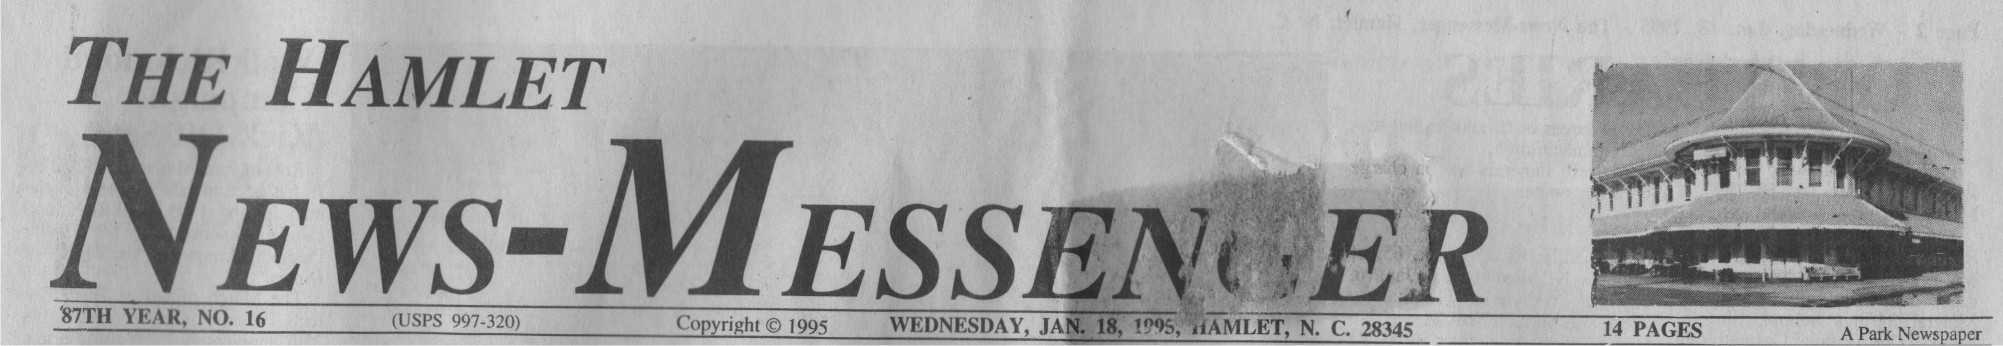 THE HAMLET
NEWS-MESSENGER
87TH YEAR, NO. 16 (USPS 997-320) Copyright © 1995 WEDNESDAY, JAN. 18, 1995, HAMLET, N. C. 28345 14 PAGES A Park Newspaper